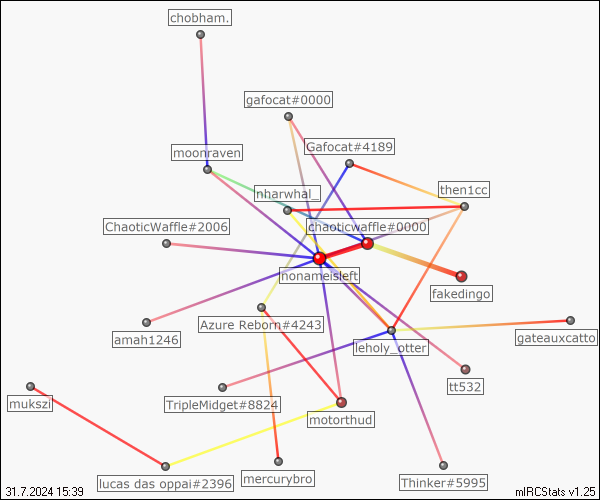 chobham.
gafocat#0000
Gafocat#4189
moonraven
then1cc
nharwhal_
ChaoticWaffle#2006
chaoticwaffle#0000
nonameisleft
fakedingo
Azure Reborn#4243
amah1246
leholy_otter
gateauxcatto
tt532
mukszi
TripleMidget#8824
motorthud
lucas das oppai#2396
mercurybro
Thinker#5995
31.7.2024 15:39
mIRCStats v1.25